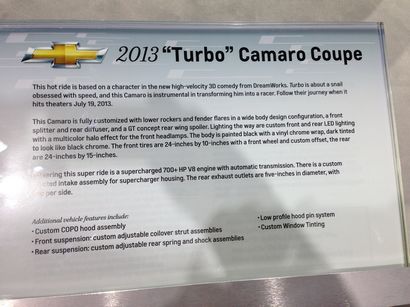 2013 “Turbo” Camaro Coupe
This hot ride is based on a character in the new high-velocity 3D comedy from DreamWorks. Turbo is about a snail
obsessed with speed, and this Camaro is instrumental in transforming him into a racer. Follow their journey when it
hits theaters July 19, 2013.
This Camaro is fully customized with lower rockers and fender flares in a wide body design configuration, a front
splitter and rear diffuser, and a GT concept rear wing spoiler. Lighting the way are custom front and rear LED lighting
with a multicolor halo effect for the front headlamps. The body is painted black with a vinyl chrome wrap, dark tinted
to look like black chrome. The front tires are 24-inches by 10-inches with a front wheel and custom offset, the rear
are 24-inches by 15-inches.
this super ride is a supercharged 700+ HP V8 engine with automatic transmission. There is a custom
intake assembly for supercharger housing. The rear exhaust outlets are five-inches in diameter, with
per side.
Additional vehicle features include:
• Custom COPO hood assembly
• Front suspension: custom adjustable coilover strut assemblies
• Rear suspension: custom adjustable rear spring and shock assemblies
• Low profile hood pin system
• Custom Window Tinting